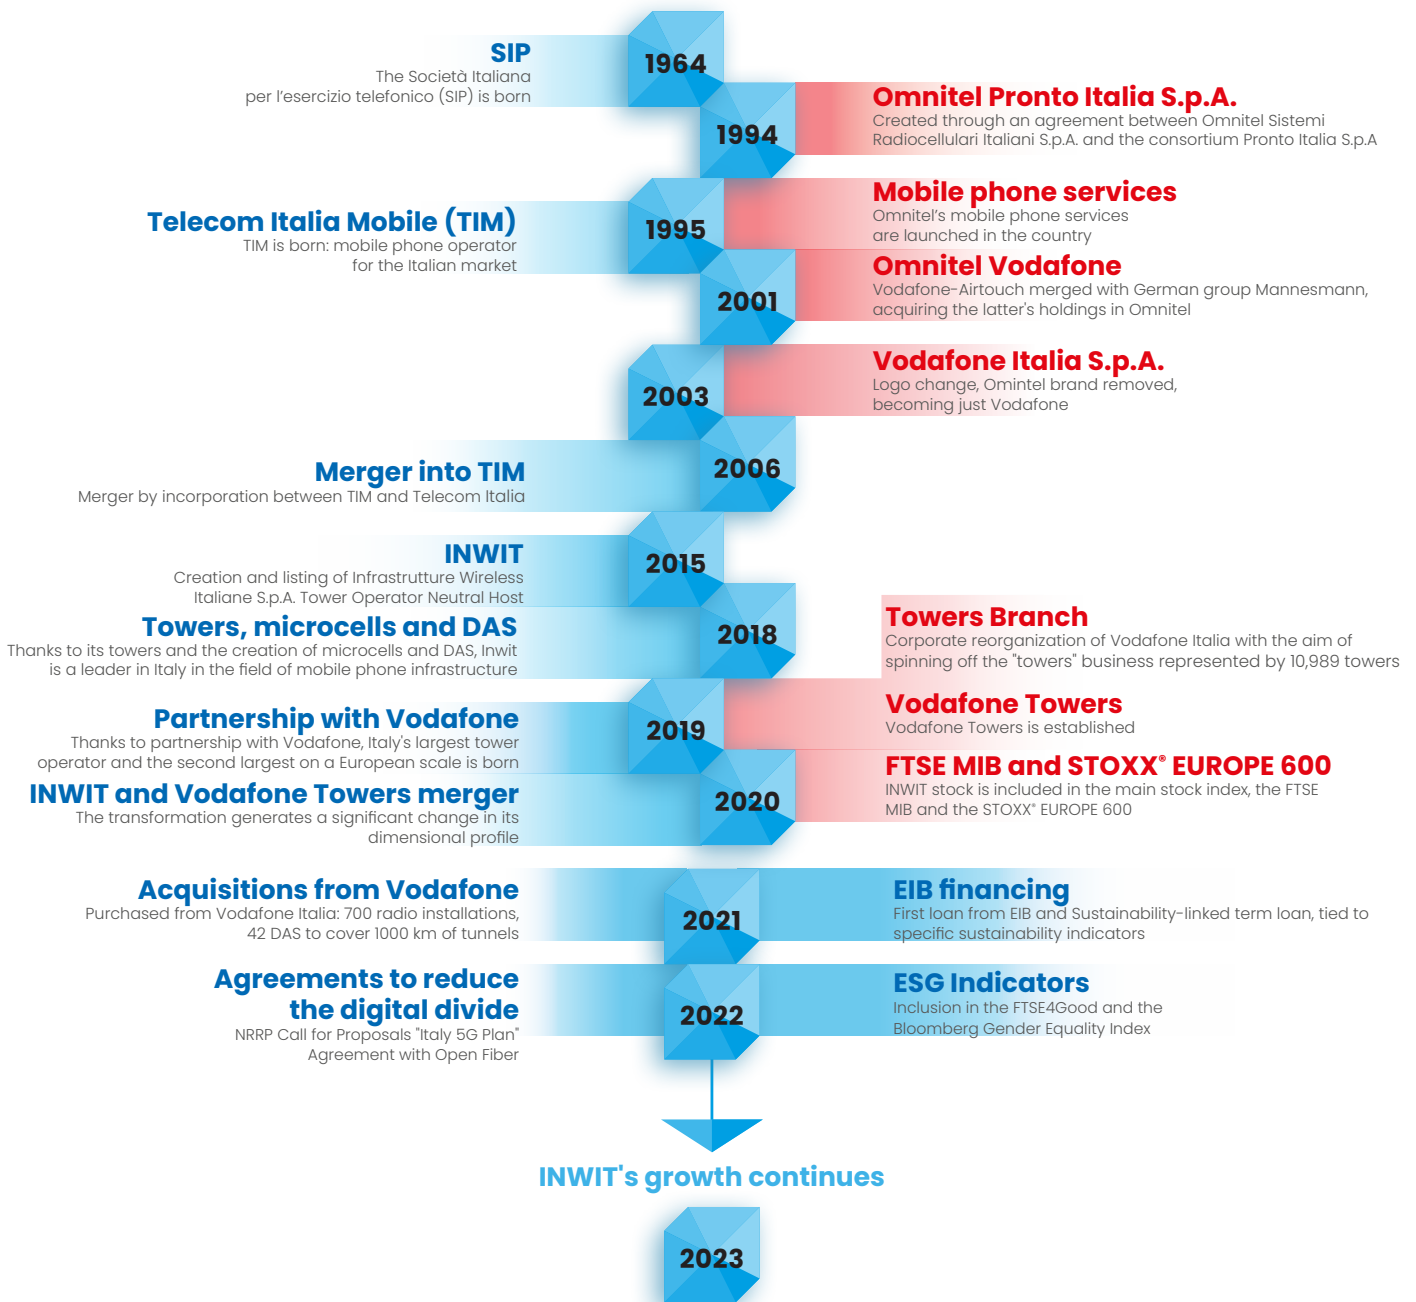 1964
SIP
The Società Italiana
per l’esercizio telefonico (SIP) is born
1994
Omnitel Pronto Italia S.p.A.
Created through an agreement between Omnitel Sistemi
Radiocellulari Italiani S.p.A. and the consortium Pronto Italia S.p.A
1995
Telecom Italia Mobile (TIM)
TIM is born: mobile phone operator
for the Italian market
Mobile phone services
Omnitel’s mobile phone services
are launched in the country
2001
Omnitel Vodafone
Vodafone-Airtouch merged with German group Mannesmann,
acquiring the latter's holdings in Omnitel
2003
Vodafone Italia S.p.A.
Logo change, Omintel brand removed,
becoming just Vodafone
2006
Merger into TIM
Merger by incorporation between TIM and Telecom Italia
2015
INWIT
Creation and listing of Infrastrutture Wireless
Italiane S.p.A. Tower Operator Neutral Host
2018
Towers, microcells and DAS
Thanks to its towers and the creation of microcells and DAS, Inwit
is a leader in Italy in the field of mobile phone infrastructure
Towers Branch
Corporate reorganization of Vodafone Italia with the aim of
spinning off the "towers" business represented by 10,989 towers
2019
Partnership with Vodafone
Thanks to partnership with Vodafone, Italy's largest tower
operator and the second largest on a European scale is born
Vodafone Towers
Vodafone Towers is established
2020
INWIT and Vodafone Towers merger
The transformation generates a significant change in its
dimensional profile
FTSE MIB and STOXX® EUROPE 600
INWIT stock is included in the main stock index, the FTSE
MIB and the STOXX® EUROPE 600
2021
Acquisitions from Vodafone
Purchased from Vodafone Italia: 700 radio installations,
42 DAS to cover 1000 km of tunnels
EIB financing
First loan from EIB and Sustainability-linked term loan, tied to
specific sustainability indicators
2022
Agreements to reduce
the digital divide
NRRP Call for Proposals "Italy 5G Plan"
Agreement with Open Fiber
ESG Indicators
Inclusion in the FTSE4Good and the
Bloomberg Gender Equality Index
INWIT's growth continues
2023